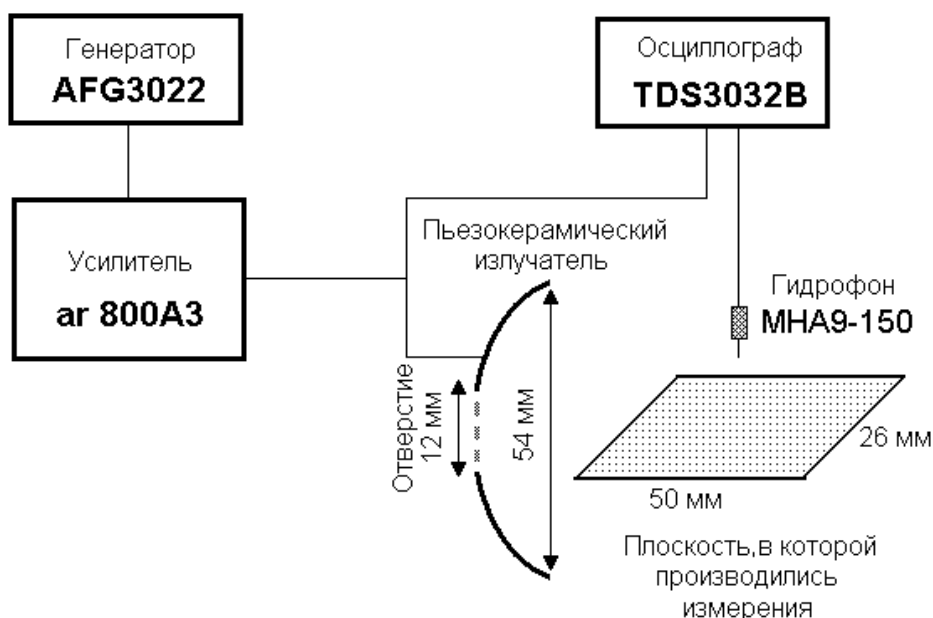 Генератор
AFG3022
Осциллограф
TDS3032B
Усилитель
ar 800A3
Пьезокерамический
излучатель
Гидрофон
MHA9-150
Отверстие
12 мм
54 мм
26 мм
50 мм
Плоскость,в которой
производились
измерения